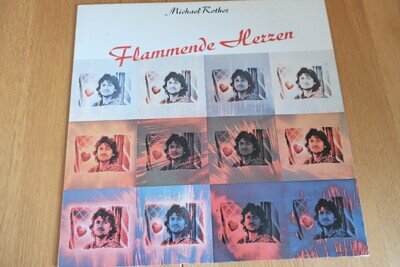 Michael Rother
Flammende Herzen